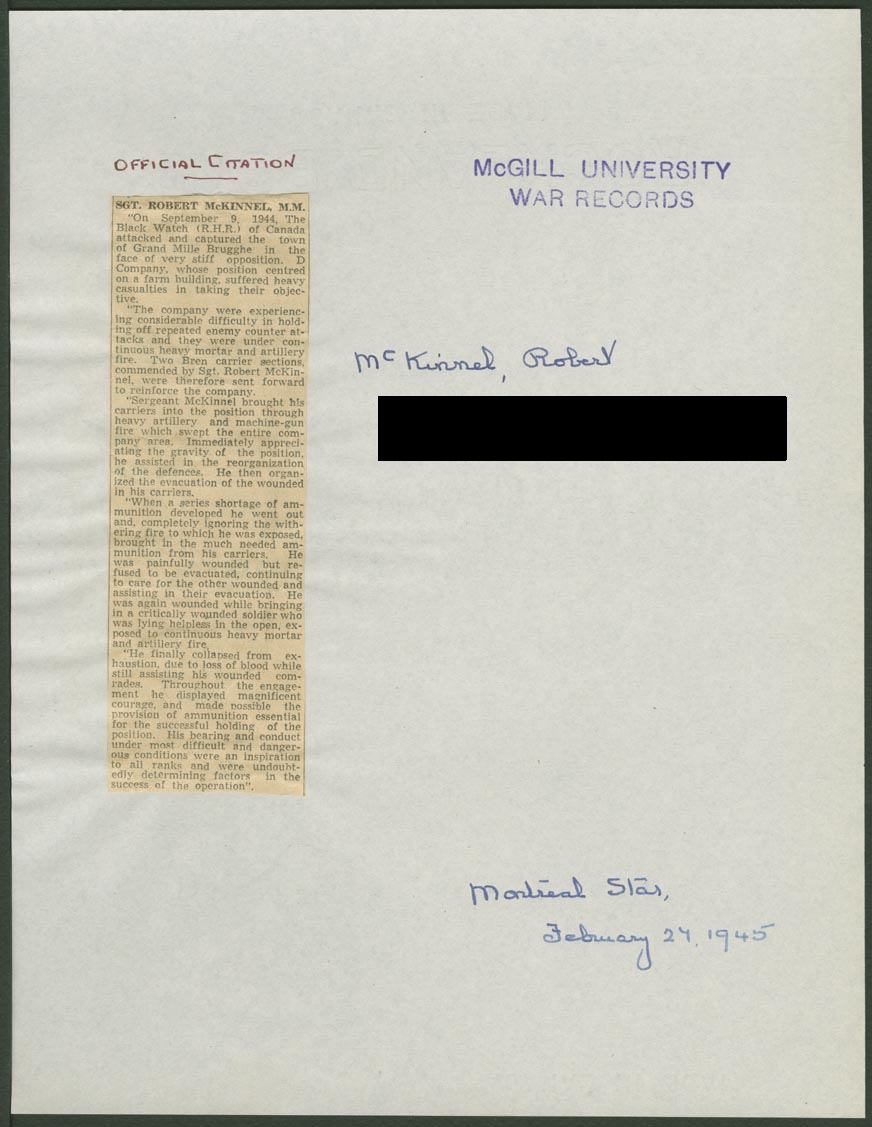 OFFICIAL CITATION
McGILL UNIVERSITY
WAR RECORDS
SGT. ROBERT McKINNEL, M.M.
"On September 9, 1944, The
Black Watch (R.H.R.) of Canada
attacked and captured the town
of Grand Mille Brugghe in the
face of very stiff opposition. D
Company, whose position centred
on a farm building, suffered heavy
casualties in taking their objec-
tive.
"The company were experienc-
ing considerable difficulty in hold-
ing off repeated enemy counter at-
tacks and they were under con-
tinuous heavy mortar and artillery
fire. Two Bren carrier sections,
commended by Sgt. Robert McKin-
nel, were therefore sent forward
to reinforce the company.
"Sergeant McKinnel brought his
carriers into the position through
heavy artillery and machine-gun
fire which swept the entire com-
pany area. Immediately appreci-
ating the gravity of the position,
he assisted in the reorganization
of the defences. He then organ-
ized the evacuation of the wounded
in his carriers.
"When a series shortage of am-
munition developed he went out
and, completely ignoring the with-
ering fire to which he was exposed,
brought in the much needed am-
munition from his carriers. He
was painfully wounded but re-
fused to be evacuated, continuing
to care for the other wounded and
assisting in their evacuation. He
was again wounded while bringing
in a critically wounded soldier who
was lying helpless in the open, ex-
posed to continuous heavy mortar
and artillery fire.
"He finally collapsed from ex-
haustion, due to loss of blood while
still assisting his wounded com-
rades. Throughout the engage-
ment he displayed magnificent
courage, and made possible the
provision of ammunition essential
for the successful holding of the
position. His bearing and conduct
under most difficult and danger-
ous conditions were an inspiration
to all ranks and were undoubt-
edly determining factors in the
success of the operation".
McKinnel, Robert
Montreal Star,
February 27, 1945